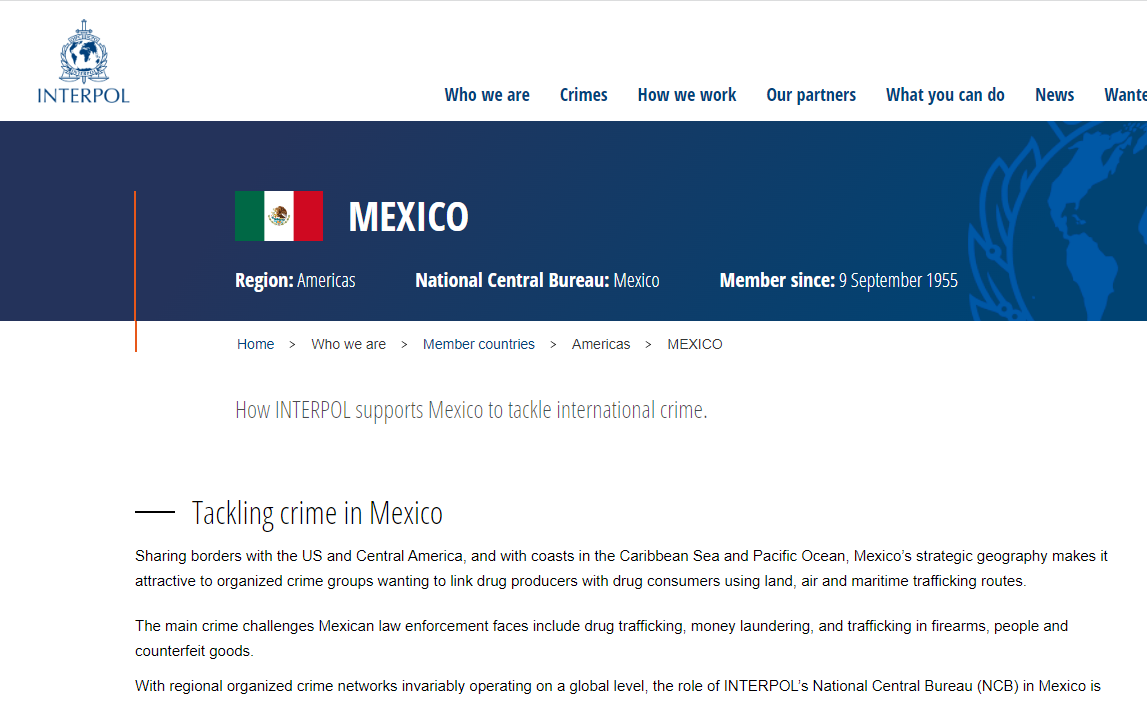 INTERPOL
Who we are Crimes How we work Our partners What you can do News
MEXICO
Region: Americas National Central Bureau: Mexico Member since: 9 September 1955
Home > Who we are > Member countries > Americas > MEXICO
How INTERPOL supports Mexico to tackle international crime.
Tackling crime in Mexico
Sharing borders with the US and Central America, and with coasts in the Caribbean Sea and Pacific Ocean, Mexico’s strategic geography makes it
attractive to organized crime groups wanting to link drug producers with drug consumers using land, air and maritime trafficking routes.
The main crime challenges Mexican law enforcement faces include drug trafficking, money laundering, and trafficking in firearms, people and
counterfeit goods.
With regional organized crime networks invariably operating on a global level, the role of INTERPOL’s National Central Bureau (NCB) in Mexico is